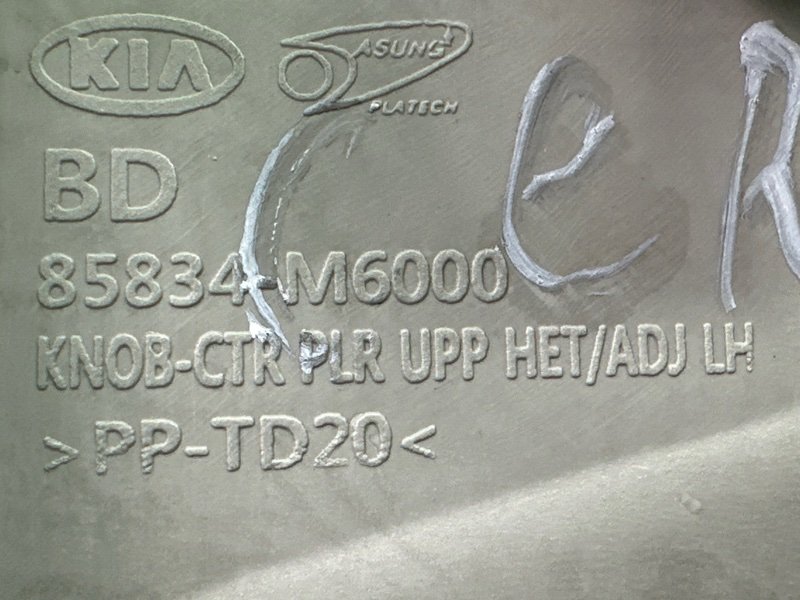 KIA
ASUNG
PLATECH
BD
85834-M6000
KNOB-CTR PLR UPP HET/ADJ LH
>PP-TD20<